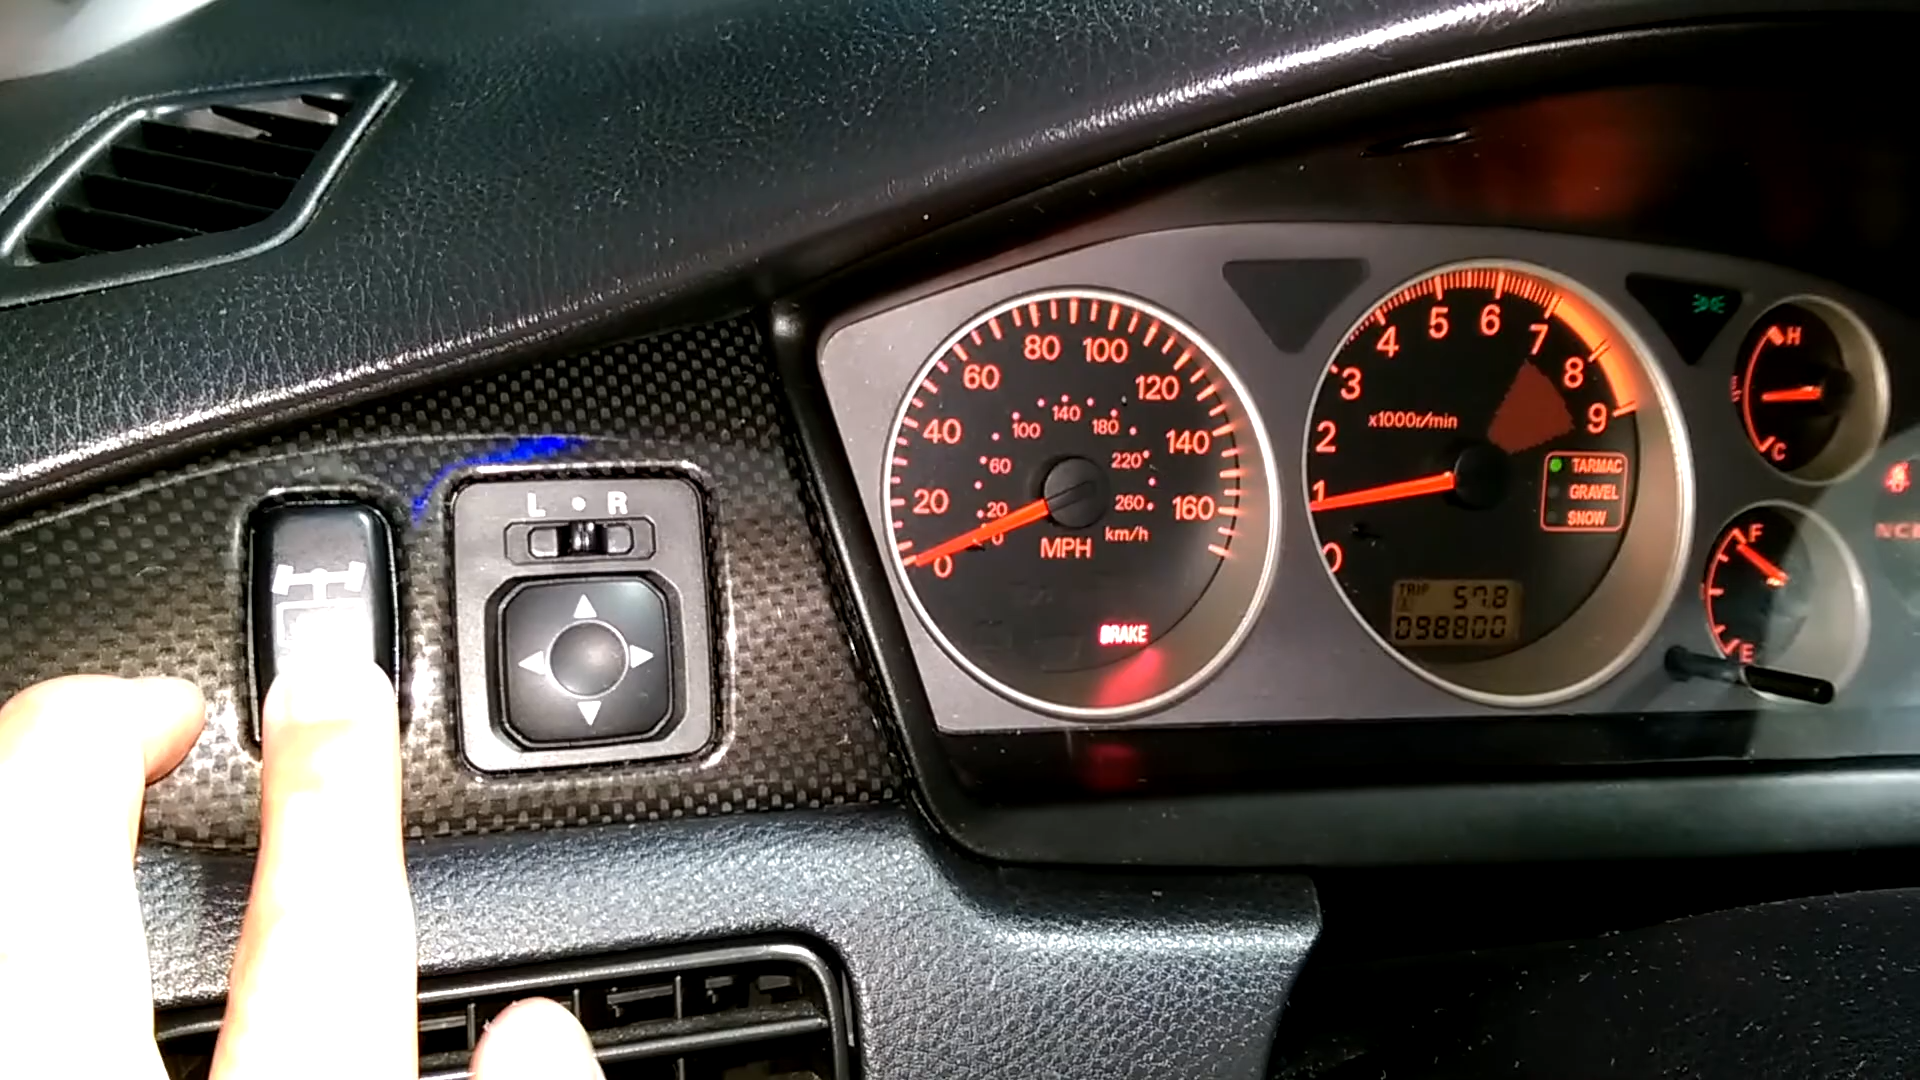 L • R
80 100
60 120
40 140
20 160
0
100 140 180
60 220
20 260
0 km/h
MPH
BRAKE
4 5 6 7
3 8
2 9
1
0
x1000r/min
TARMAC
GRAVEL
SNOW
TRIP 57.8
098800
H
C
F
E